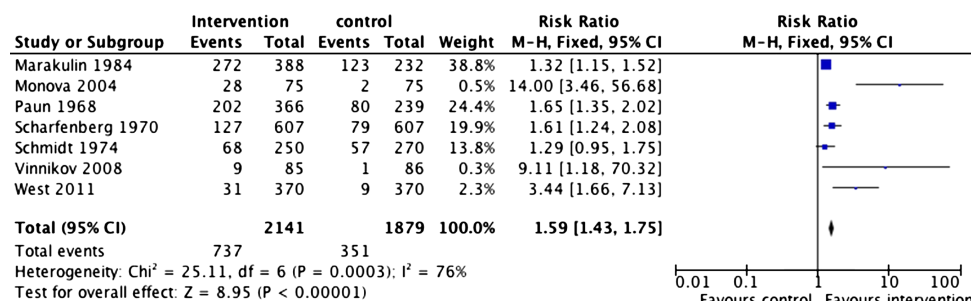 Intervention control Risk Ratio Risk Ratio
Study or Subgroup Events Total Events Total Weight M-H, Fixed, 95% CI M-H, Fixed, 95% CI
Marakulin 1984 272 388 123 232 38.8% 1.32 [1.15, 1.52]
Monova 2004 28 75 2 75 0.5% 14.00 [3.46, 56.68]
Paun 1968 202 366 80 239 24.4% 1.65 [1.35, 2.02]
Scharfenberg 1970 127 607 79 607 19.9% 1.61 [1.24, 2.08]
Schmidt 1974 68 250 57 270 13.8% 1.29 [0.95, 1.75]
Vinnikov 2008 9 85 1 86 0.3% 9.11 [1.18, 70.32]
West 2011 31 370 9 370 2.3% 3.44 [1.66, 7.13]
Total (95% CI) 2141 1879 100.0% 1.59 [1.43, 1.75]
Total events 737 351
Heterogeneity: Chi² = 25.11, df = 6 (P = 0.0003); I² = 76%
Test for overall effect: Z = 8.95 (P < 0.00001)
0.01 0.1 1 10 100
Favours control Favours intervention